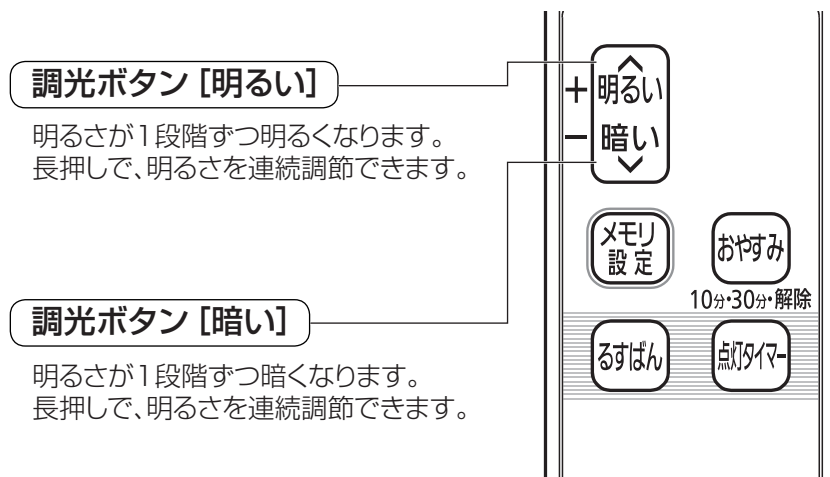 調光ボタン［明るい］
明るさが1段階ずつ明るくなります。
長押しで、明るさを連続調節できます。
調光ボタン［暗い］
明るさが1段階ずつ暗くなります。
長押しで、明るさを連続調節できます。
＋ 明るい
− 暗い
メモリ
設定
おやすみ
10分・30分・解除
るすばん
点灯タイマー